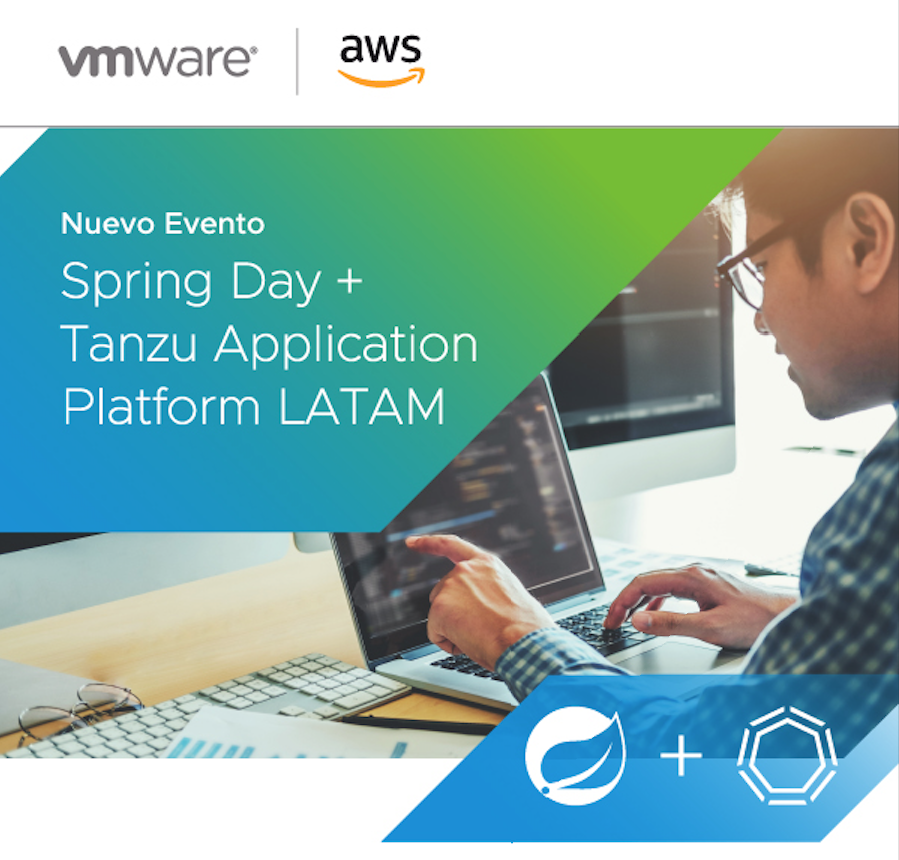 vmware®
aws
Nuevo Evento
Spring Day +
Tanzu Application
Platform LATAM
+